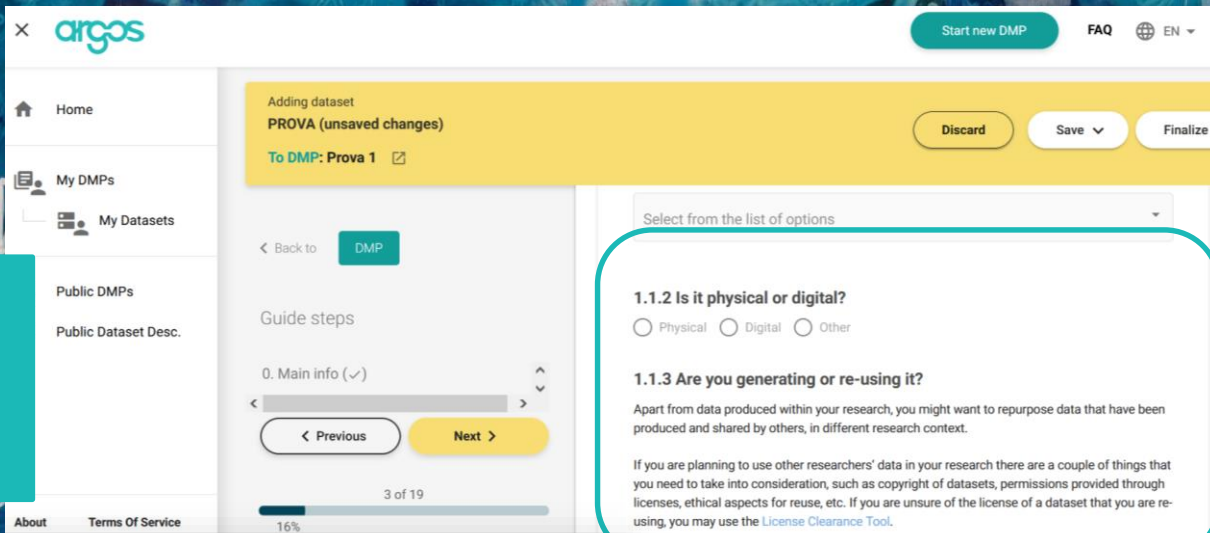 argos
Start new DMP
FAQ
EN
Home
My DMPs
My Datasets
Public DMPs
Public Dataset Desc.
About
Terms Of Service
Adding dataset
PROVA (unsaved changes)
To DMP: Prova 1
Discard
Save
Finalize
Back to
DMP
Guide steps
0. Main info (✓)
Previous
Next
3 of 19
16%
Select from the list of options
1.1.2 Is it physical or digital?
Physical
Digital
Other
1.1.3 Are you generating or re-using it?
Apart from data produced within your research, you might want to repurpose data that have been
produced and shared by others, in different research context.
If you are planning to use other researchers' data in your research there are a couple of things that
you need to take into consideration, such as copyright of datasets, permissions provided through
licenses, ethical aspects for reuse, etc. If you are unsure of the license of a dataset that you are re-
using, you may use the License Clearance Tool.